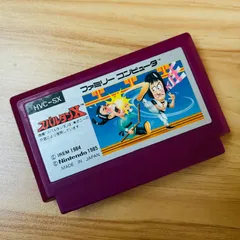 HVC-SX
ファミリー コンピュータ
スパルタンX
©IREM 1984
©Nintendo 1985
MADE IN JAPAN